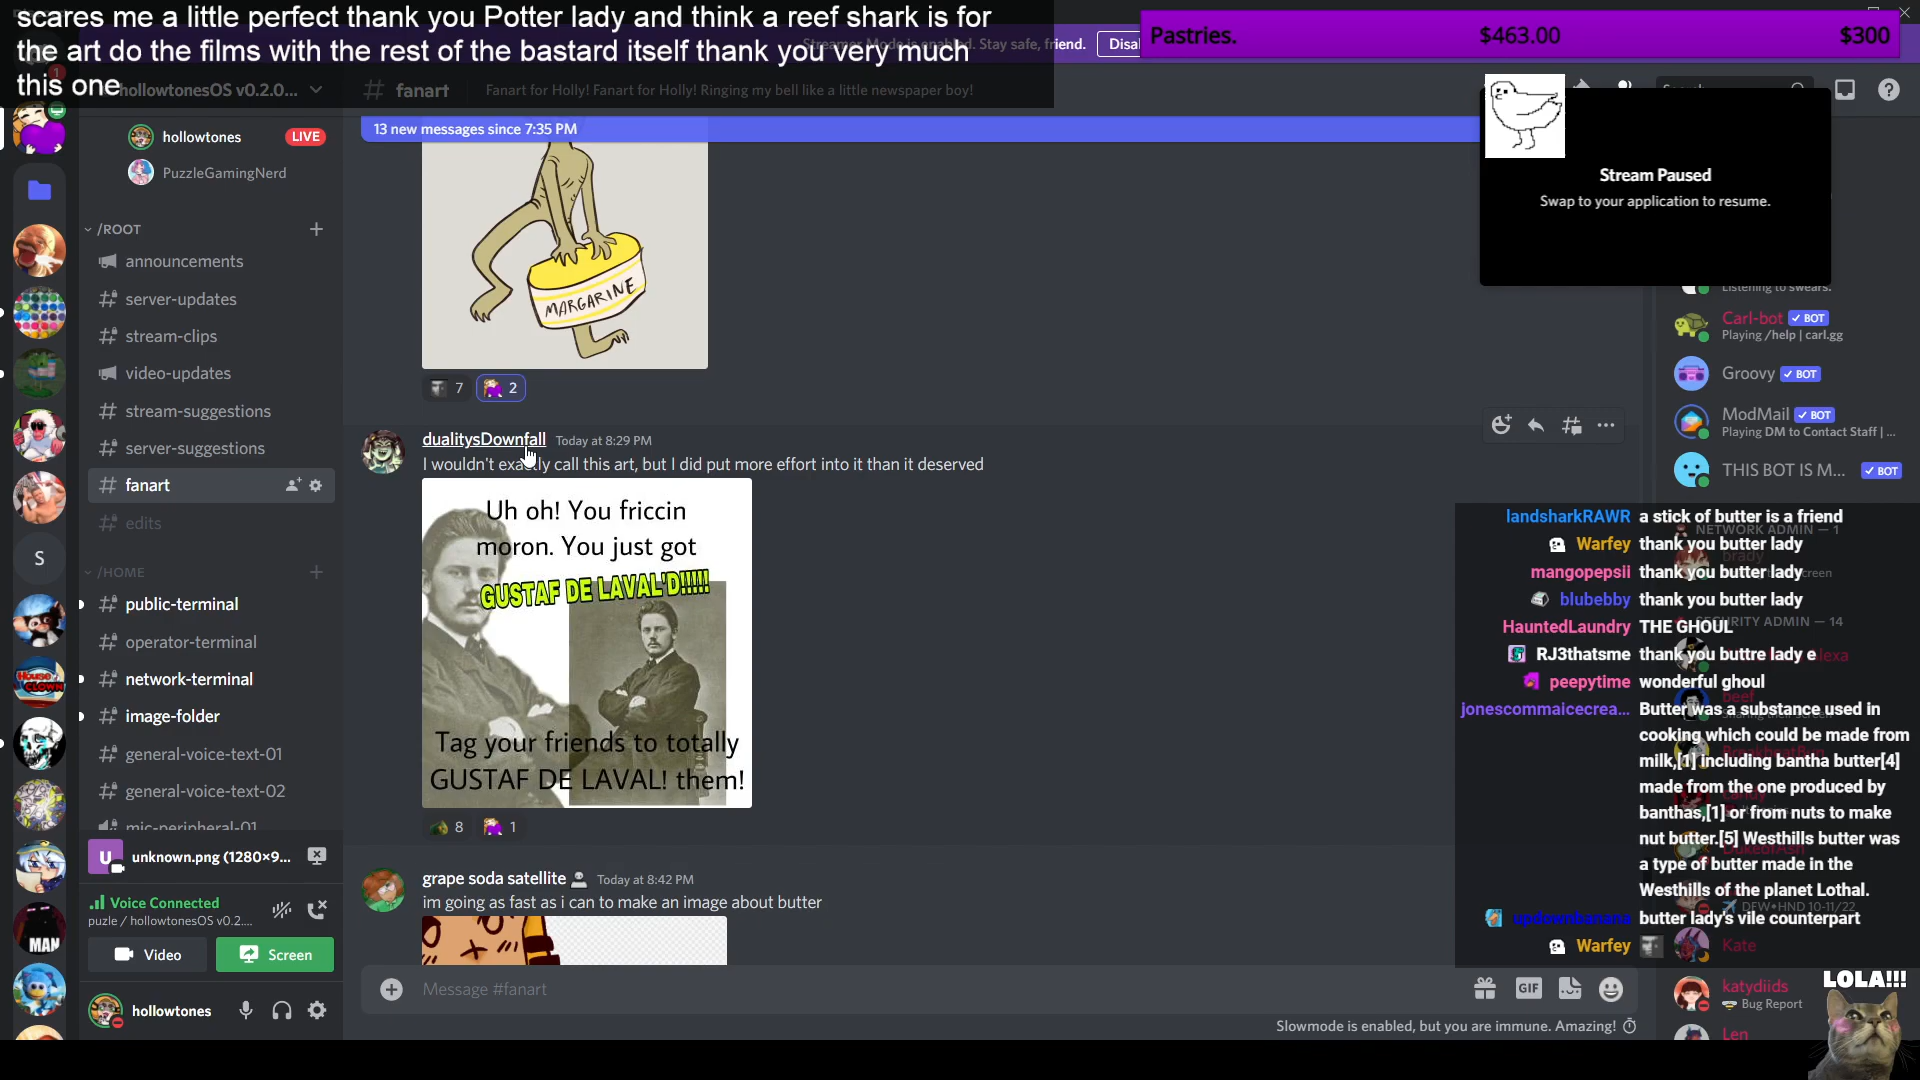 scares me a little perfect thank you Potter lady and think a reef shark is for
the art do the films with the rest of the bastard itself thank you very much
this one
Streamer Mode is enabled. Stay safe, friend.
Disa
Pastries. $463.00 $300
1
hollowtonesOS v0.2.0...
# fanart
Fanart for Holly! Fanart for Holly! Ringing my bell like a little newspaper boy!
Search
13 new messages since 7:35 PM
Stream Paused
Swap to your application to resume.
hollowtones LIVE
PuzzleGamingNerd
/ROOT
announcements
server-updates
stream-clips
video-updates
stream-suggestions
server-suggestions
fanart
edits
S
/HOME
public-terminal
operator-terminal
network-terminal
image-folder
general-voice-text-01
general-voice-text-02
mic-peripheral-01
HOUSE
CLOWN
MAN
U
unknown.png (1280×9...
Voice Connected
puzle / hollowtonesOS v0.2....
Video
Screen
hollowtones
MARGARINE
7
2
dualitysDownfall Today at 8:29 PM
I wouldn't exactly call this art, but I did put more effort into it than it deserved
Uh oh! You friccin
moron. You just got
GUSTAF DE LAVAL'D!!!!!
Tag your friends to totally
GUSTAF DE LAVAL! them!
8
1
grape soda satellite Today at 8:42 PM
im going as fast as i can to make an image about butter
Message #fanart
GIF
Slowmode is enabled, but you are immune. Amazing!
Listening to swears.
Carl-bot ✓ BOT
Playing /help | carl.gg
Groovy ✓ BOT
ModMail ✓ BOT
Playing DM to Contact Staff | ...
THIS BOT IS M... ✓ BOT
NETWORK ADMIN — 1
brady
SECURITY ADMIN — 14
landsharkRAWR a stick of butter is a friend
Warfey thank you butter lady
mangopepsii thank you butter lady
blubebby thank you butter lady
HauntedLaundry THE GHOUL
RJ3thatsme thank you buttre lady e
peepytime wonderful ghoul
jonescommaicecrea... Butter was a substance used in
cooking which could be made from
milk,[1] including bantha butter[4]
made from the one produced by
banthas,[1] or from nuts to make
nut butter.[5] Westhills butter was
a type of butter made in the
Westhills of the planet Lothal.
DFW•HND 10-11/22
updownbanana butter lady's vile counterpart
Warfey
Kate
katydiids
Bug Report
Len
LOLA!!!